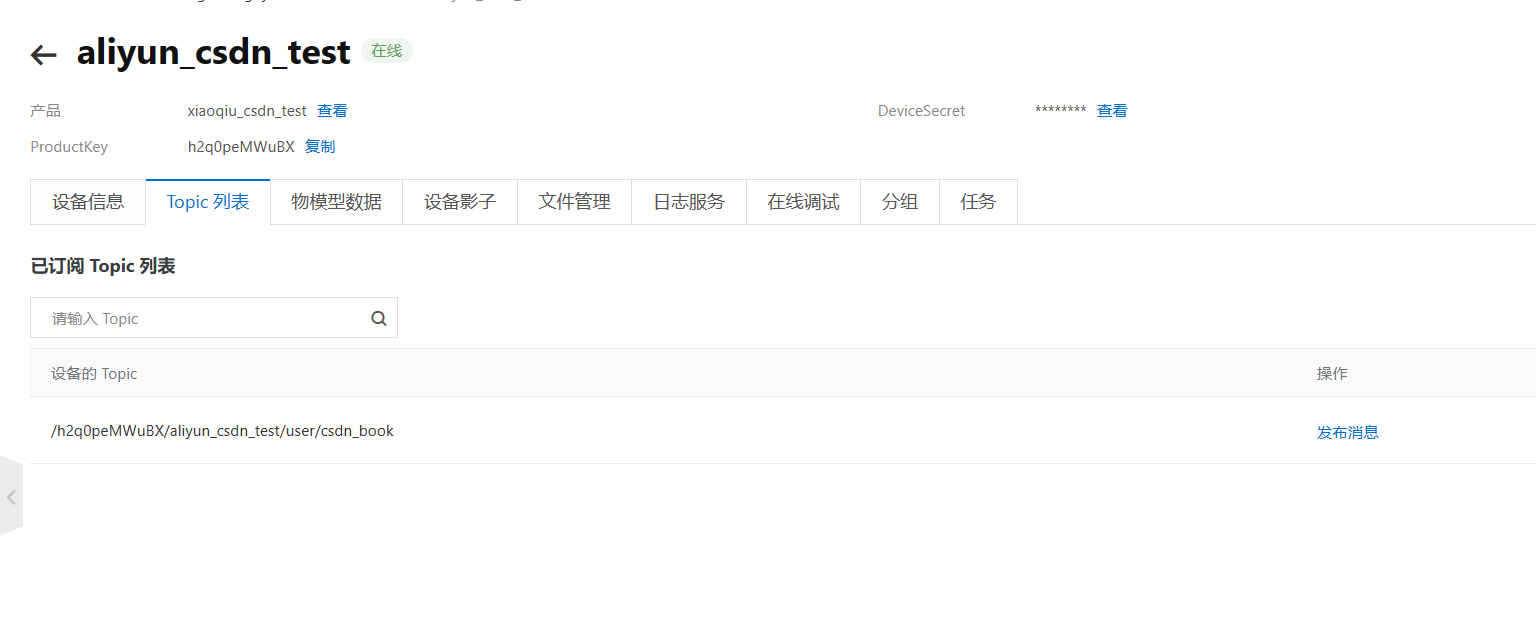 aliyun_csdn_test 在线
产品 xiaoqiu_csdn_test 查看 DeviceSecret ******** 查看
ProductKey h2q0peMWuBX 复制
设备信息 Topic 列表 物模型数据 设备影子 文件管理 日志服务 在线调试 分组 任务
已订阅 Topic 列表
请输入 Topic
设备的 Topic 操作
/h2q0peMWuBX/aliyun_csdn_test/user/csdn_book 发布消息